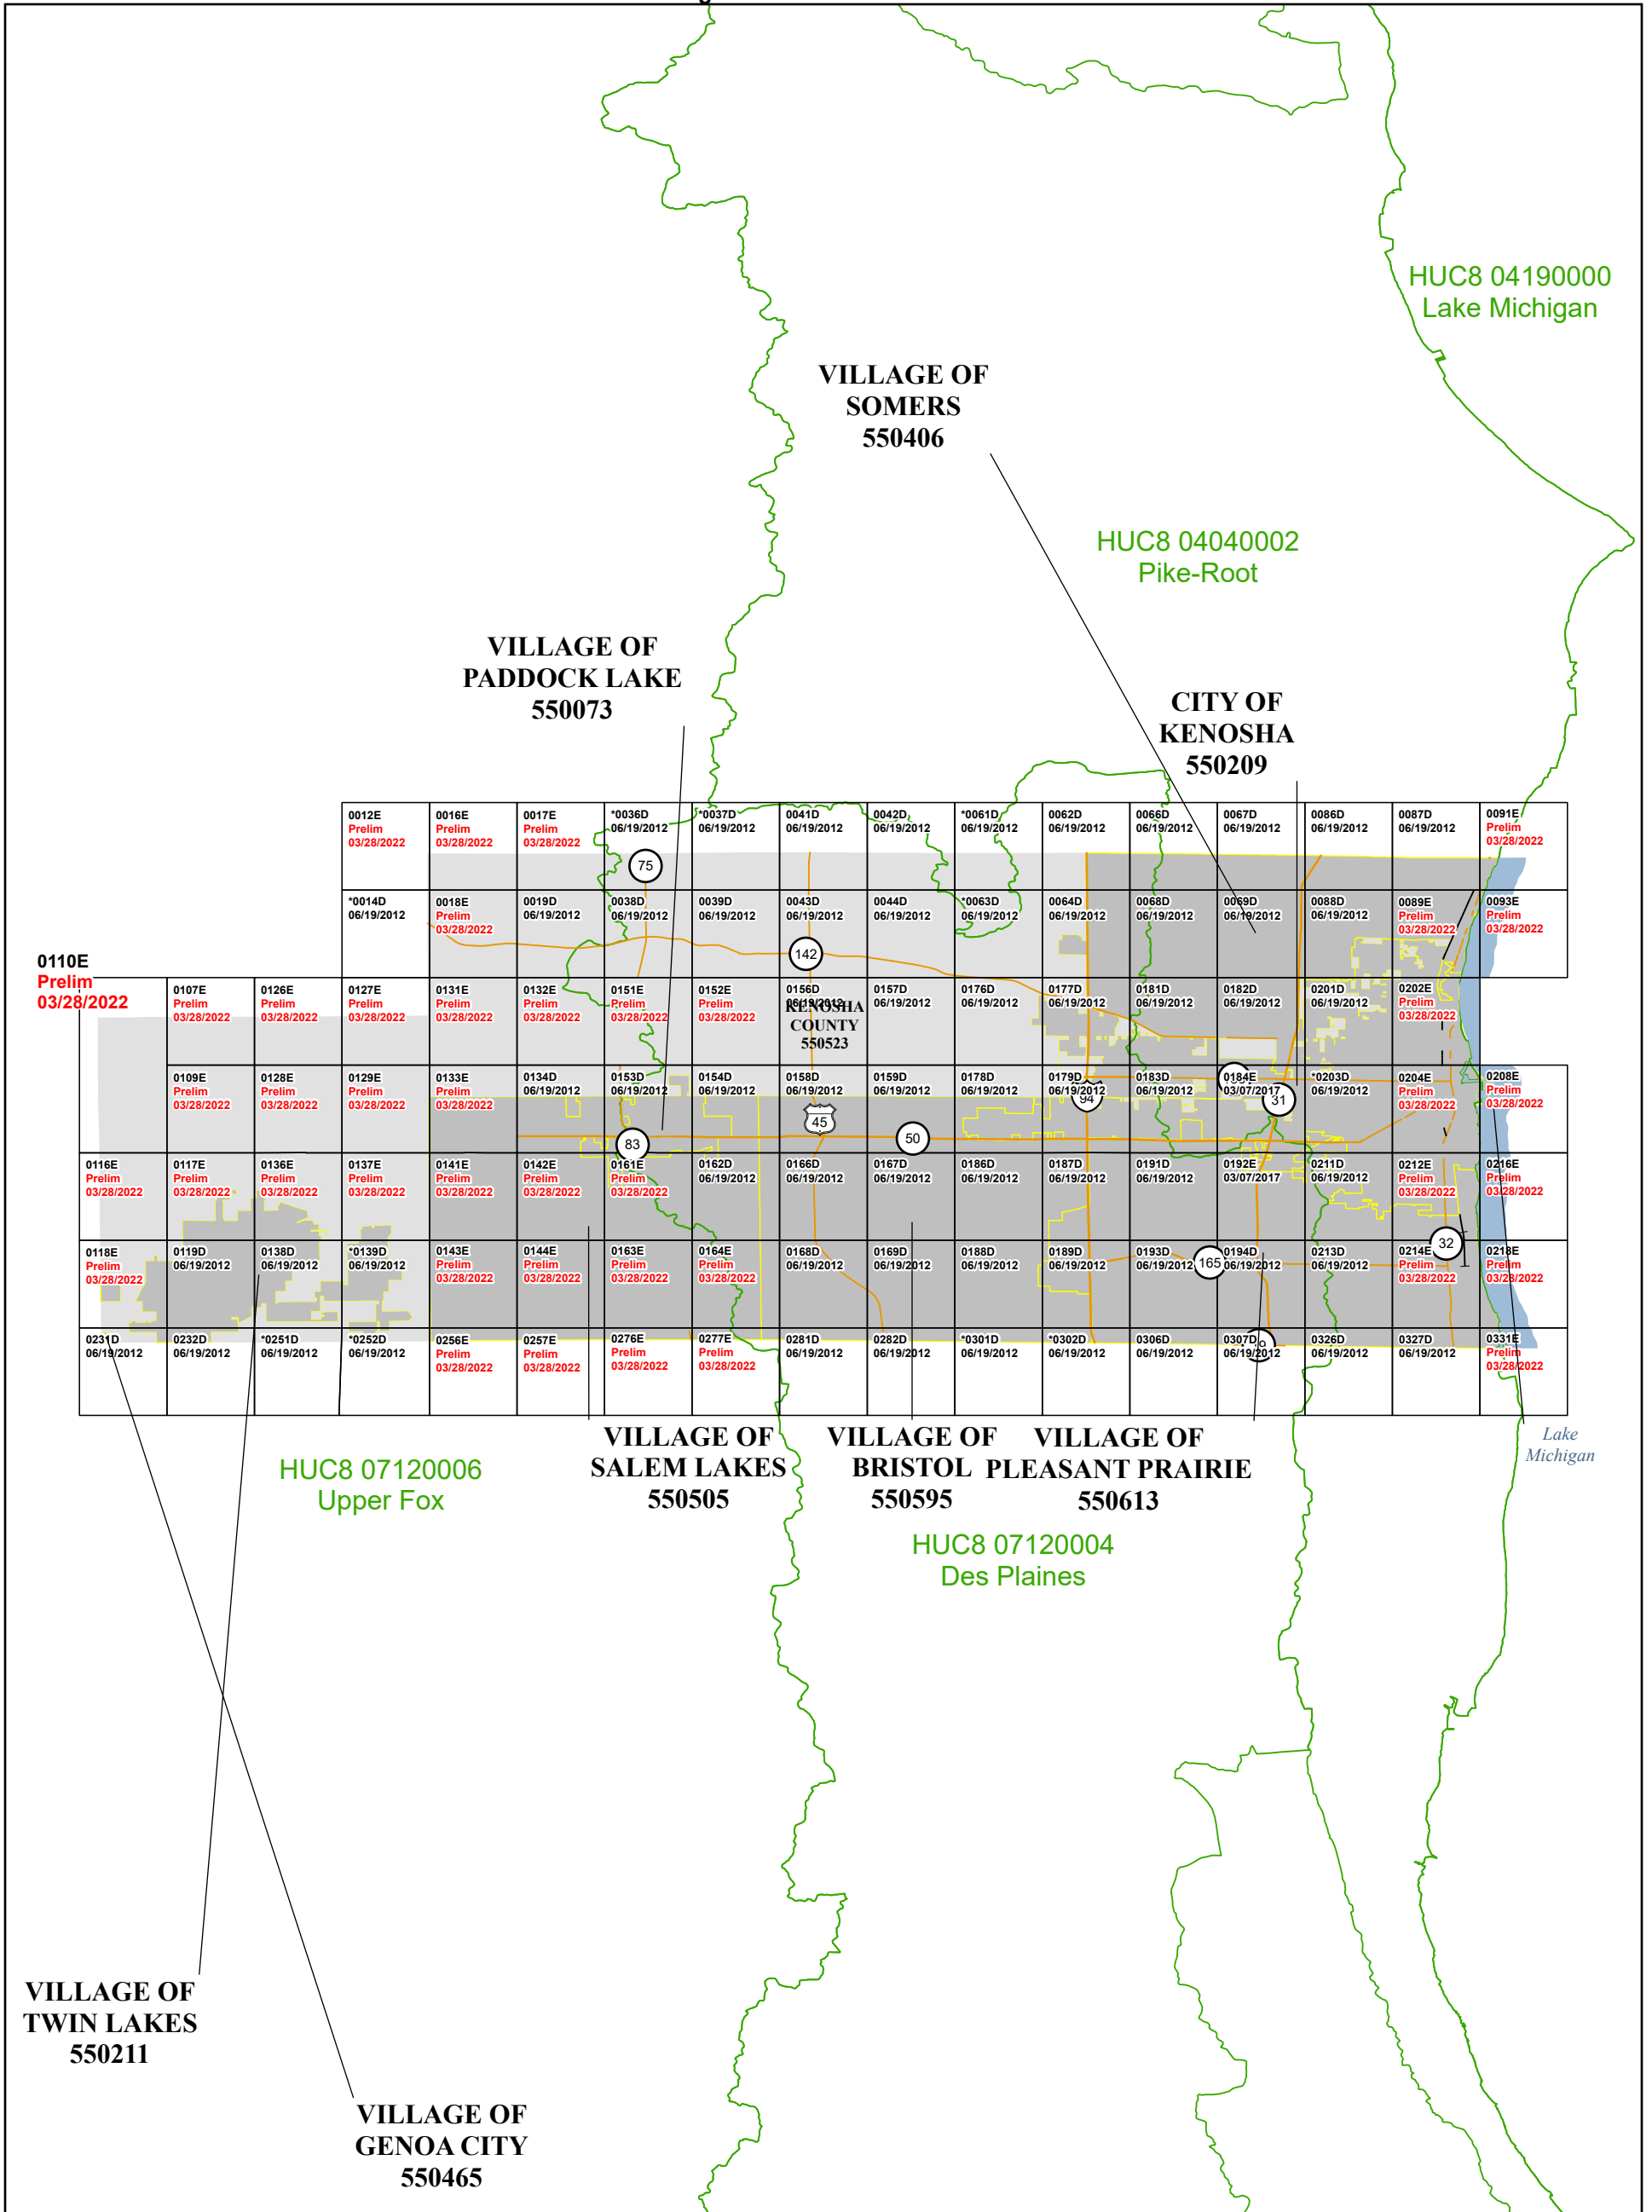 HUC8 04190000
Lake Michigan
VILLAGE OF
SOMERS
550406
HUC8 04040002
Pike-Root
VILLAGE OF
PADDOCK LAKE
550073
CITY OF
KENOSHA
550209
0012E
Prelim
03/28/2022
0016E
Prelim
03/28/2022
0017E
Prelim
03/28/2022
*0036D
06/19/2012
*0037D
06/19/2012
0041D
06/19/2012
0042D
06/19/2012
*0061D
06/19/2012
0062D
06/19/2012
0066D
06/19/2012
0067D
06/19/2012
0086D
06/19/2012
0087D
06/19/2012
0091E
Prelim
03/28/2022
75
*0014D
06/19/2012
0018E
Prelim
03/28/2022
0019D
06/19/2012
0038D
06/19/2012
0039D
06/19/2012
0043D
06/19/2012
0044D
06/19/2012
*0063D
06/19/2012
0064D
06/19/2012
0068D
06/19/2012
0069D
06/19/2012
0088D
06/19/2012
0089E
Prelim
03/28/2022
0093E
Prelim
03/28/2022
142
0110E
Prelim
03/28/2022
0107E
Prelim
03/28/2022
0126E
Prelim
03/28/2022
0127E
Prelim
03/28/2022
0131E
Prelim
03/28/2022
0132E
Prelim
03/28/2022
0151E
Prelim
03/28/2022
0152E
Prelim
03/28/2022
0156D
06/19/2012
KENOSHA
COUNTY
550523
0157D
06/19/2012
0176D
06/19/2012
0177D
06/19/2012
0181D
06/19/2012
0182D
06/19/2012
0201D
06/19/2012
0202E
Prelim
03/28/2022
0109E
Prelim
03/28/2022
0128E
Prelim
03/28/2022
0129E
Prelim
03/28/2022
0133E
Prelim
03/28/2022
0134D
06/19/2012
0153D
06/19/2012
0154D
06/19/2012
0158D
06/19/2012
0159D
06/19/2012
0178D
06/19/2012
0179D
06/19/2012
0183D
06/19/2012
0184E
03/07/2017
*0203D
06/19/2012
0204E
Prelim
03/28/2022
0208E
Prelim
03/28/2022
94
31
45
50
83
0116E
Prelim
03/28/2022
0117E
Prelim
03/28/2022
0136E
Prelim
03/28/2022
0137E
Prelim
03/28/2022
0141E
Prelim
03/28/2022
0142E
Prelim
03/28/2022
0161E
Prelim
03/28/2022
0162D
06/19/2012
0166D
06/19/2012
0167D
06/19/2012
0186D
06/19/2012
0187D
06/19/2012
0191D
06/19/2012
0192E
03/07/2017
0211D
06/19/2012
0212E
Prelim
03/28/2022
0216E
Prelim
03/28/2022
32
0118E
Prelim
03/28/2022
0119D
06/19/2012
0138D
06/19/2012
*0139D
06/19/2012
0143E
Prelim
03/28/2022
0144E
Prelim
03/28/2022
0163E
Prelim
03/28/2022
0164E
Prelim
03/28/2022
0168D
06/19/2012
0169D
06/19/2012
0188D
06/19/2012
0189D
06/19/2012
0193D
06/19/2012
165
0194D
06/19/2012
0213D
06/19/2012
0214E
Prelim
03/28/2022
0218E
Prelim
03/28/2022
0231D
06/19/2012
0232D
06/19/2012
*0251D
06/19/2012
*0252D
06/19/2012
0256E
Prelim
03/28/2022
0257E
Prelim
03/28/2022
0276E
Prelim
03/28/2022
0277E
Prelim
03/28/2022
0281D
06/19/2012
0282D
06/19/2012
*0301D
06/19/2012
*0302D
06/19/2012
0306D
06/19/2012
0307D
06/19/2012
0326D
06/19/2012
0327D
06/19/2012
0331E
Prelim
03/28/2022
Lake
Michigan
VILLAGE OF
SALEM LAKES
550505
VILLAGE OF
BRISTOL
550595
VILLAGE OF
PLEASANT PRAIRIE
550613
HUC8 07120006
Upper Fox
HUC8 07120004
Des Plaines
VILLAGE OF
TWIN LAKES
550211
VILLAGE OF
GENOA CITY
550465